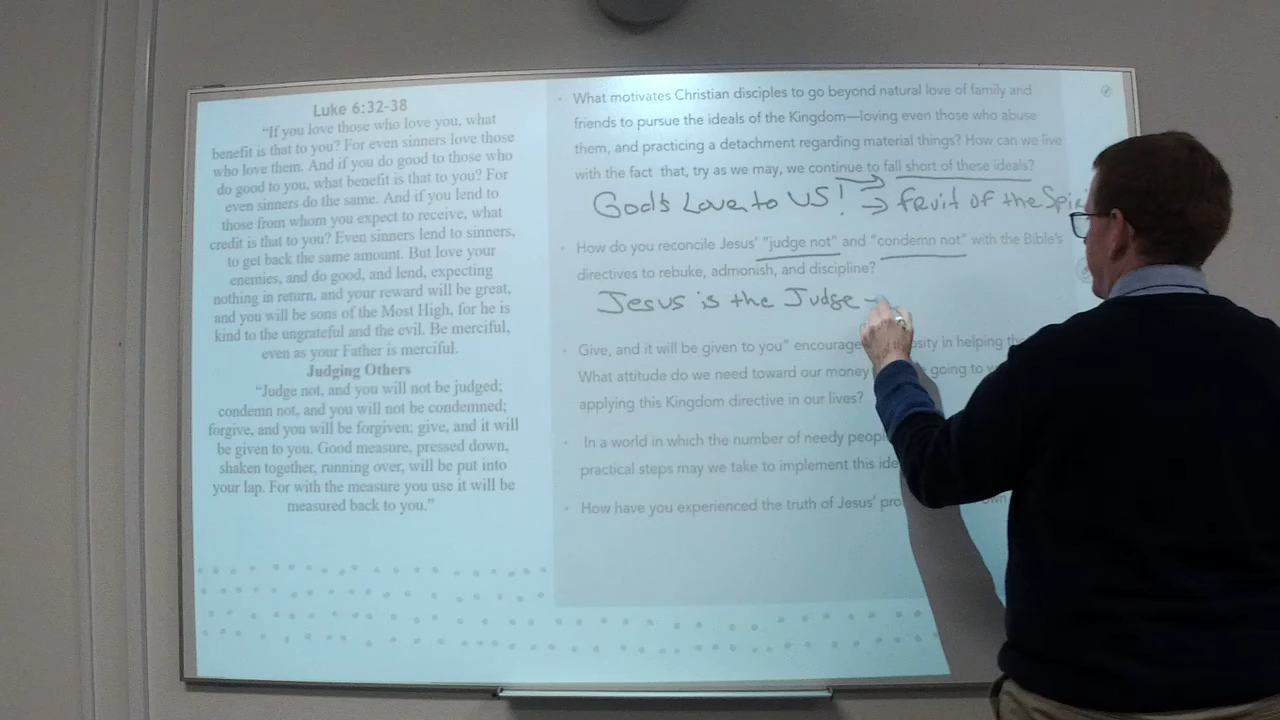 Luke 6:32-38
"If you love those who love you, what
benefit is that to you? For even sinners love those
who love them. And if you do good to those who
do good to you, what benefit is that to you? For
even sinners do the same. And if you lend to
those from whom you expect to receive, what
credit is that to you? Even sinners lend to sinners,
to get back the same amount. But love your
enemies, and do good, and lend, expecting
nothing in return, and your reward will be great,
and you will be sons of the Most High, for he is
kind to the ungrateful and the evil. Be merciful,
even as your Father is merciful.
Judging Others
"Judge not, and you will not be judged;
condemn not, and you will not be condemned;
forgive, and you will be forgiven; give, and it will
be given to you. Good measure, pressed down,
shaken together, running over, will be put into
your lap. For with the measure you use it will be
measured back to you."
• What motivates Christian disciples to go beyond natural love of family and
friends to pursue the ideals of the Kingdom—loving even those who abuse
them, and practicing a detachment regarding material things? How can we live
with the fact that, try as we may, we continue to fall short of these ideals?
God's Love to US! → fruit of the
• How do you reconcile Jesus' "judge not" and "condemn not" with the Bible's
directives to rebuke, admonish, and discipline?
Jesus is the Judge -
• Give, and it will be given to you" in helping
What attitude do we need toward our money going to
applying this Kingdom directive in our lives?
• In a world in which the number of needy
practical steps may we take to implement this
• How have you experienced the truth of Jesus'